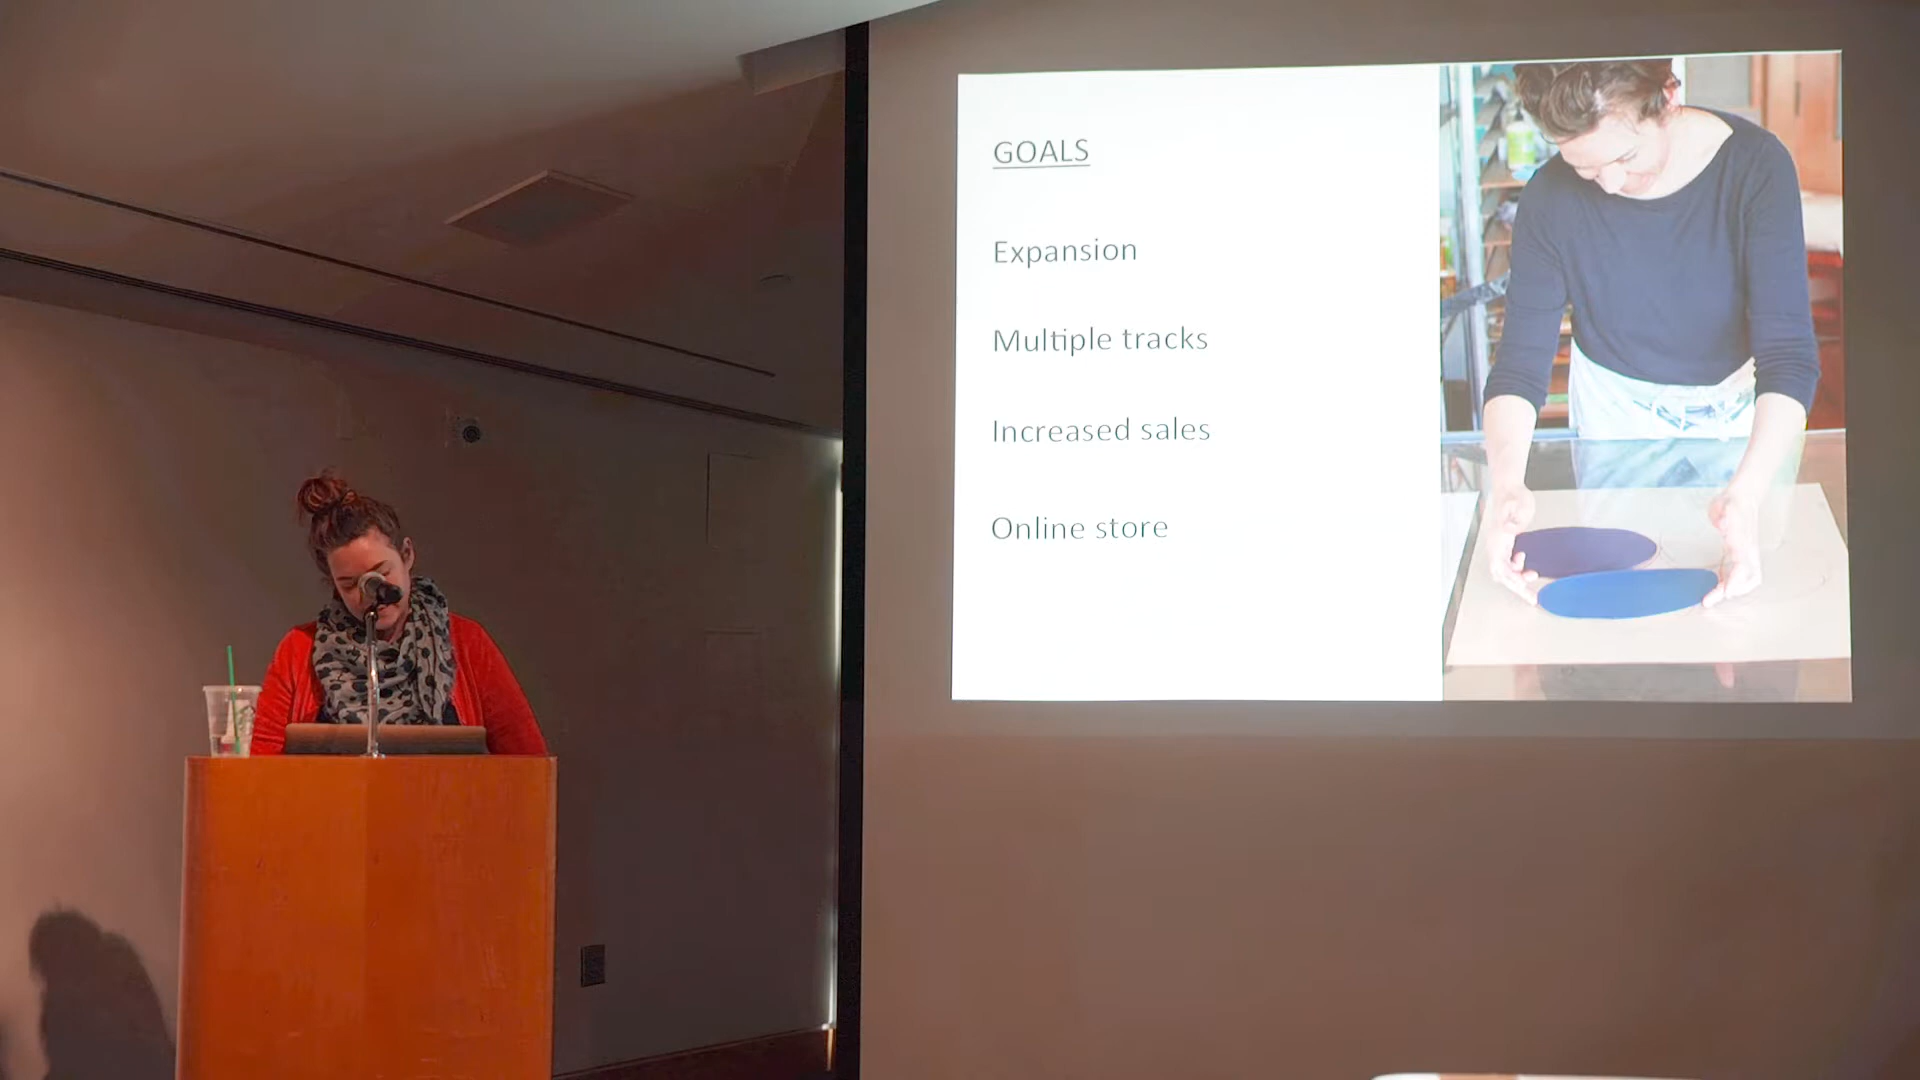 GOALS
Expansion
Multiple tracks
Increased sales
Online store